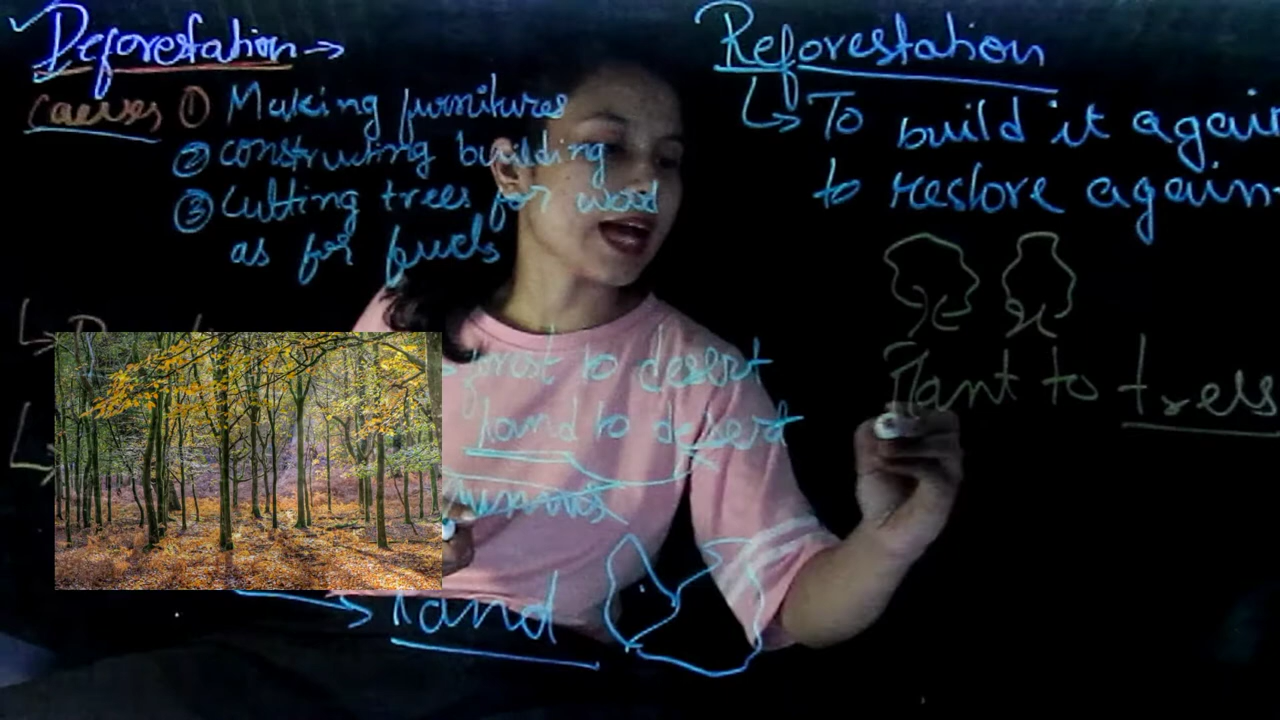 Deforestation →
causes ① Making furnitures
② constructing building
③ Cutting trees for wood
as for fuels
forest to desert
land to desert
land
Reforestation
↳ To build it again
to restore again
Plant to tress